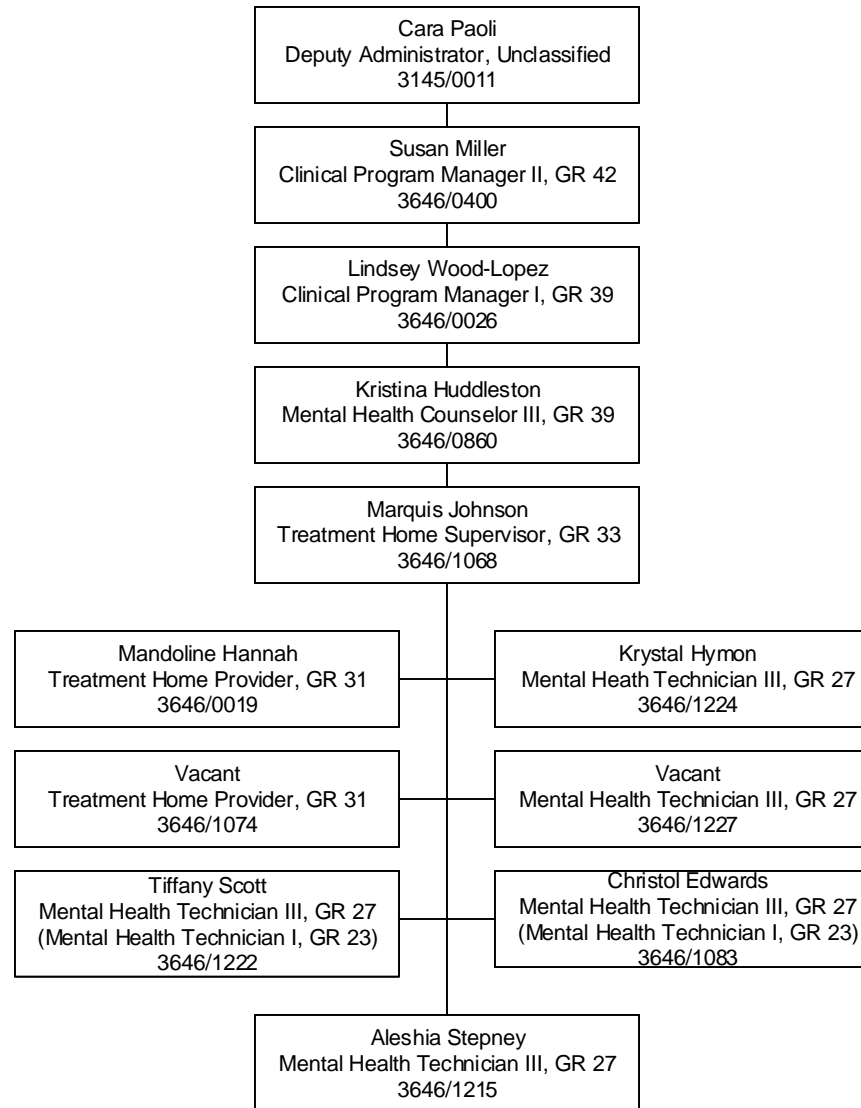 Cara Paoli
Deputy Administrator, Unclassified
3145/0011
Susan Miller
Clinical Program Manager II, GR 42
3646/0400
Lindsey Wood-Lopez
Clinical Program Manager I, GR 39
3646/0026
Kristina Huddleston
Mental Health Counselor III, GR 39
3646/0860
Marquis Johnson
Treatment Home Supervisor, GR 33
3646/1068
Mandoline Hannah
Treatment Home Provider, GR 31
3646/0019
Krystal Hymon
Mental Heath Technician III, GR 27
3646/1224
Vacant
Treatment Home Provider, GR 31
3646/1074
Vacant
Mental Health Technician III, GR 27
3646/1227
Tiffany Scott
Mental Health Technician III, GR 27
(Mental Health Technician I, GR 23)
3646/1222
Christol Edwards
Mental Health Technician III, GR 27
(Mental Health Technician I, GR 23)
3646/1083
Aleshia Stepney
Mental Health Technician III, GR 27
3646/1215